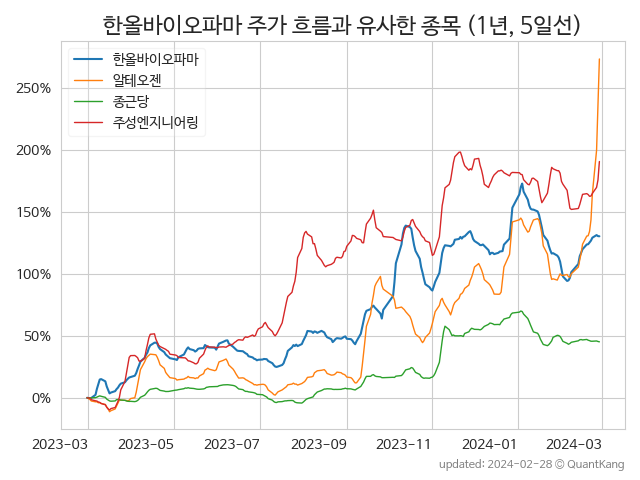 한올바이오파마 주가 흐름과 유사한 종목 (1년, 5일선)
한올바이오파마
알테오젠
종근당
주성엔지니어링
250%
200%
150%
100%
50%
0%
2023-03 2023-05 2023-07 2023-09 2023-11 2024-01 2024-03
updated: 2024-02-28 ⓒ QuantKang